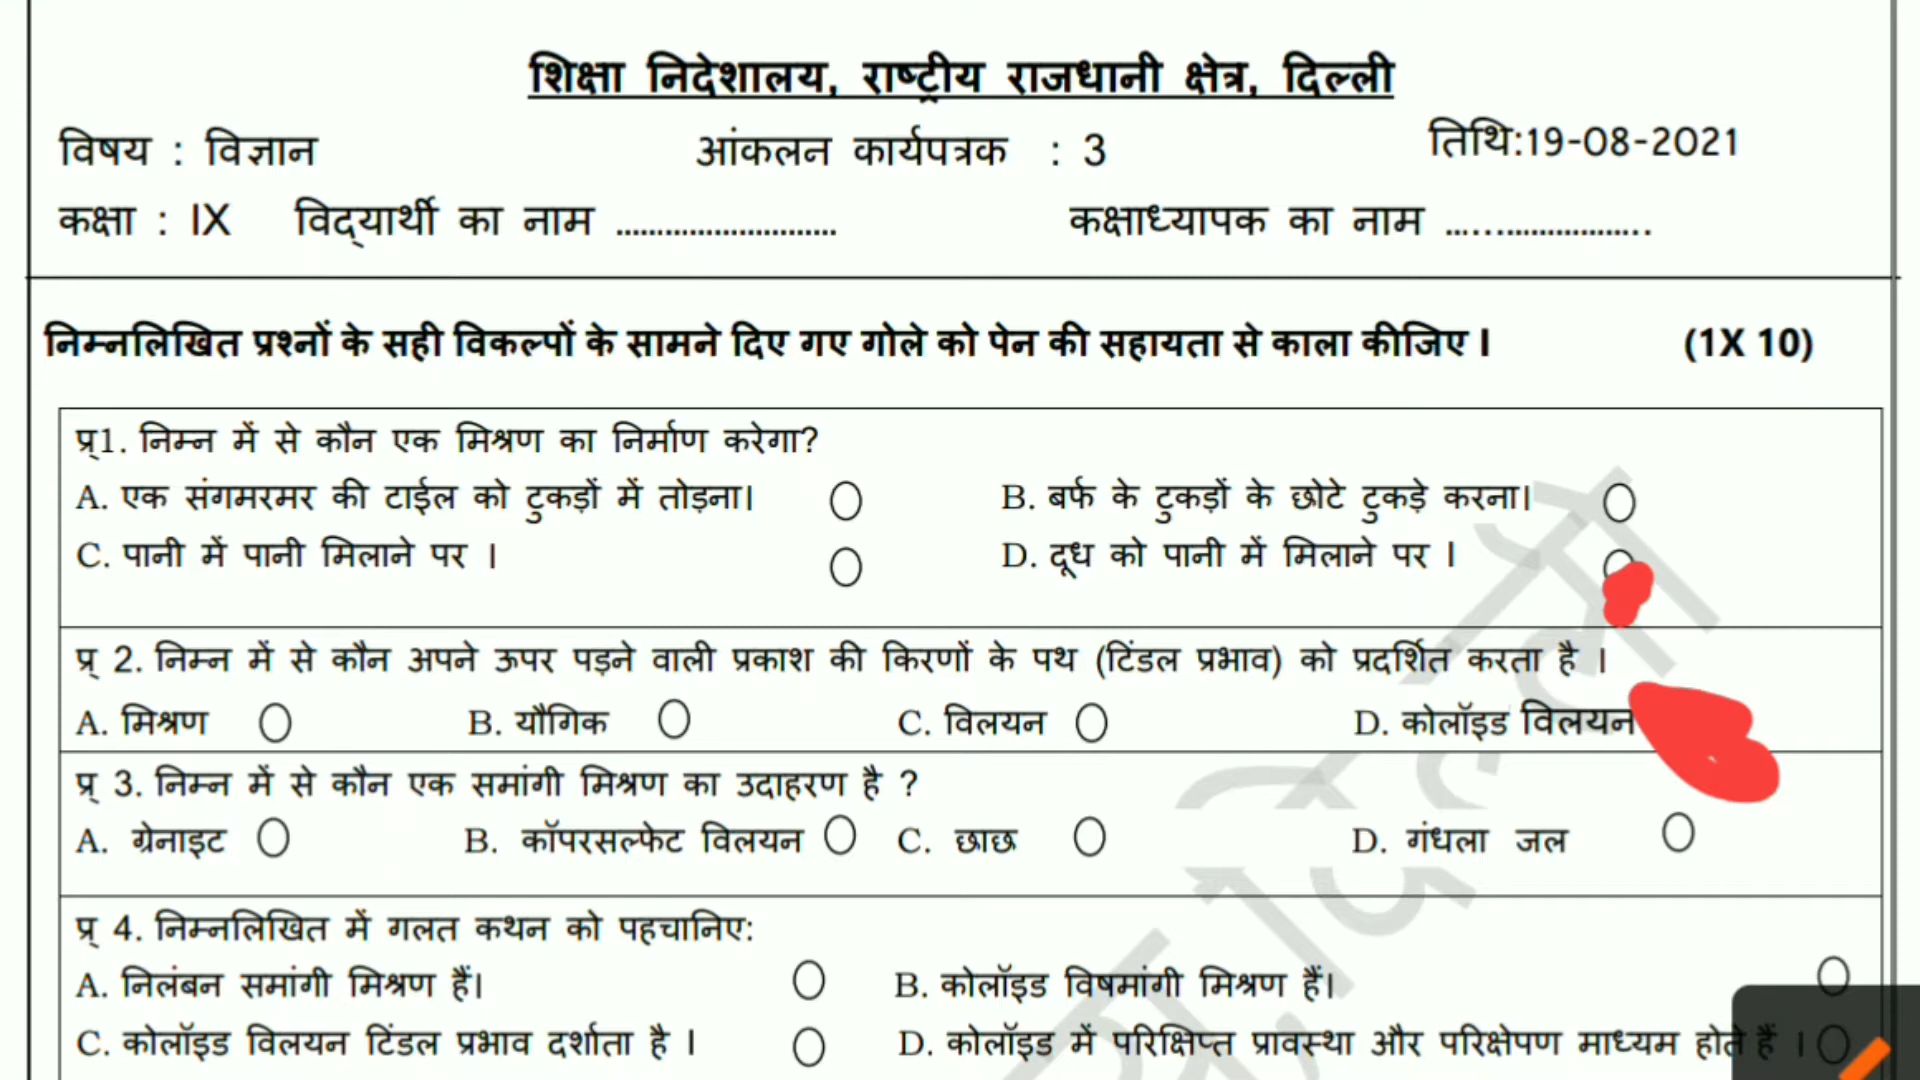 शिक्षा निदेशालय, राष्ट्रीय राजधानी क्षेत्र, दिल्ली
विषय : विज्ञान आंकलन कार्यपत्रक : 3 तिथि:19-08-2021
कक्षा : IX विद्यार्थी का नाम ........................... कक्षाध्यापक का नाम ..........................
निम्नलिखित प्रश्नों के सही विकल्पों के सामने दिए गए गोले को पेन की सहायता से काला कीजिए । (1X 10)
प्र्1. निम्न में से कौन एक मिश्रण का निर्माण करेगा?
A. एक संगमरमर की टाईल को टुकड़ों में तोड़ना। B. बर्फ के टुकड़ों के छोटे टुकड़े करना।
C. पानी में पानी मिलाने पर । D. दूध को पानी में मिलाने पर ।
प्र् 2. निम्न में से कौन अपने ऊपर पड़ने वाली प्रकाश की किरणों के पथ (टिंडल प्रभाव) को प्रदर्शित करता है ।
A. मिश्रण B. यौगिक C. विलयन D. कोलॉइड विलयन
प्र् 3. निम्न में से कौन एक समांगी मिश्रण का उदाहरण है ?
A. ग्रेनाइट B. कॉपरसल्फेट विलयन C. छाछ D. गंधला जल
प्र् 4. निम्नलिखित में गलत कथन को पहचानिए:
A. निलंबन समांगी मिश्रण हैं। B. कोलॉइड विषमांगी मिश्रण हैं।
C. कोलॉइड विलयन टिंडल प्रभाव दर्शाता है । D. कोलॉइड में परिक्षिप्त प्रावस्था और परिक्षेपण माध्यम होते हैं ।